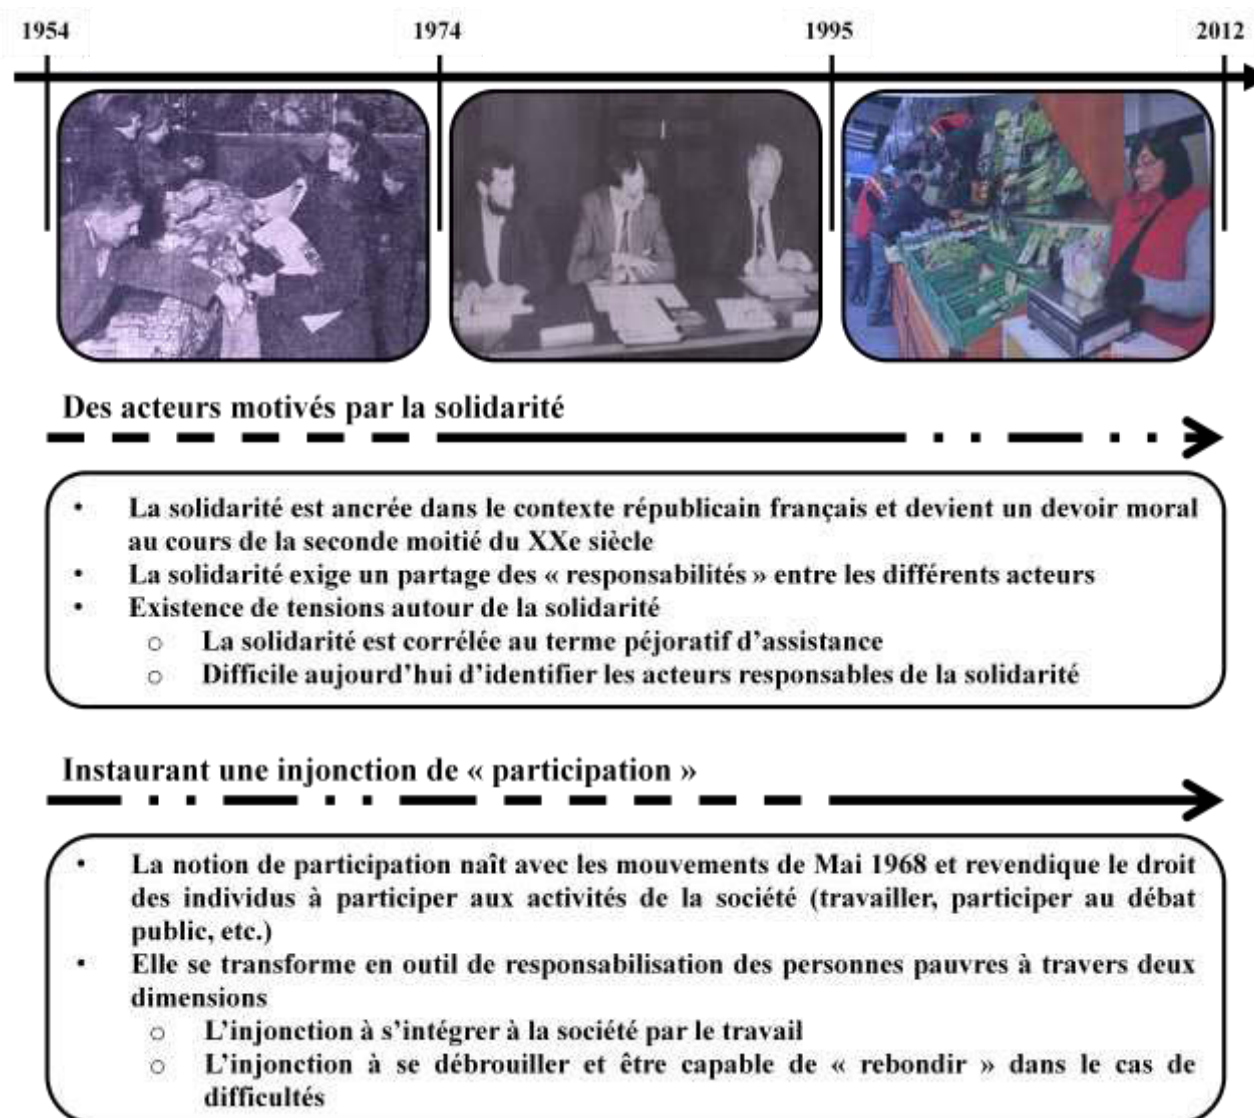 1954 1974 1995 2012
Des acteurs motivés par la solidarité
• La solidarité est ancrée dans le contexte républicain français et devient un devoir moral
au cours de la seconde moitié du XXe siècle
• La solidarité exige un partage des « responsabilités » entre les différents acteurs
• Existence de tensions autour de la solidarité
○ La solidarité est corrélée au terme péjoratif d’assistance
○ Difficile aujourd’hui d’identifier les acteurs responsables de la solidarité
Instaurant une injonction de « participation »
• La notion de participation naît avec les mouvements de Mai 1968 et revendique le droit
des individus à participer aux activités de la société (travailler, participer au débat
public, etc.)
• Elle se transforme en outil de responsabilisation des personnes pauvres à travers deux
dimensions
○ L’injonction à s’intégrer à la société par le travail
○ L’injonction à se débrouiller et être capable de « rebondir » dans le cas de
difficultés